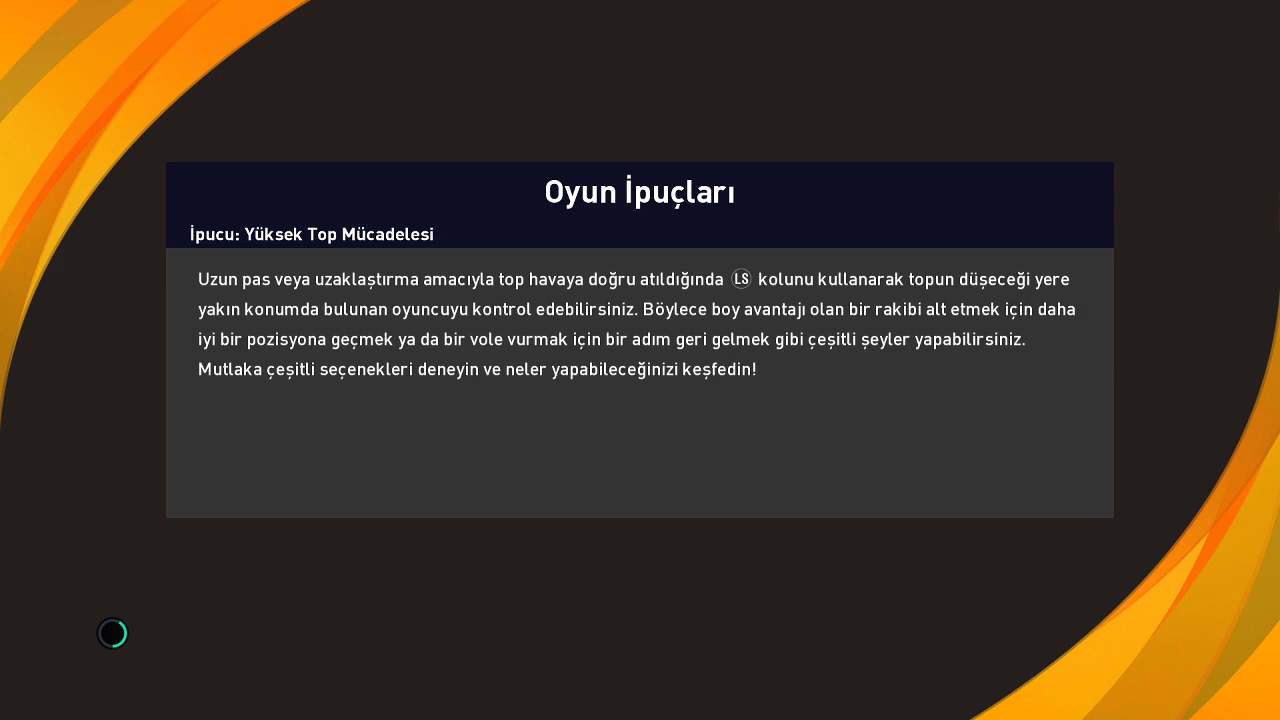 Oyun İpuçları
İpucu: Yüksek Top Mücadelesi
Uzun pas veya uzaklaştırma amacıyla top havaya doğru atıldığında LS kolunu kullanarak topun düşeceği yere
yakın konumda bulunan oyuncuyu kontrol edebilirsiniz. Böylece boy avantajı olan bir rakibi alt etmek için daha
iyi bir pozisyona geçmek ya da bir vole vurmak için bir adım geri gelmek gibi çeşitli şeyler yapabilirsiniz.
Mutlaka çeşitli seçenekleri deneyin ve neler yapabileceğinizi keşfedin!